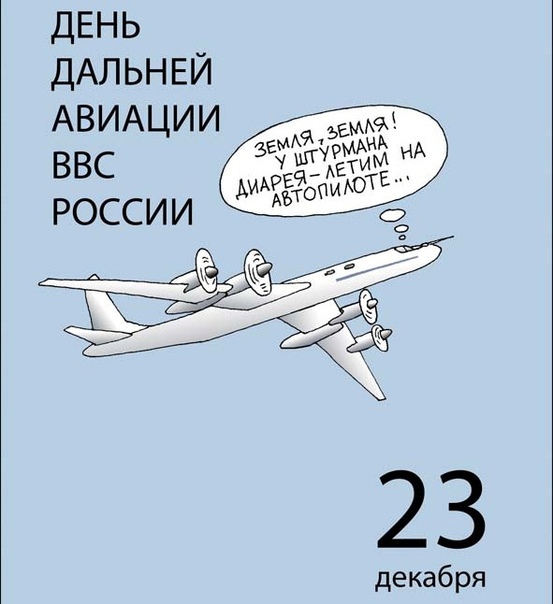 ДЕНЬ
ДАЛЬНЕЙ
АВИАЦИИ
ВВС
РОССИИ
ЗЕМЛЯ, ЗЕМЛЯ!
У ШТУРМАНА
ДИАРЕЯ – ЛЕТИМ НА
АВТОПИЛОТЕ...
23
декабря